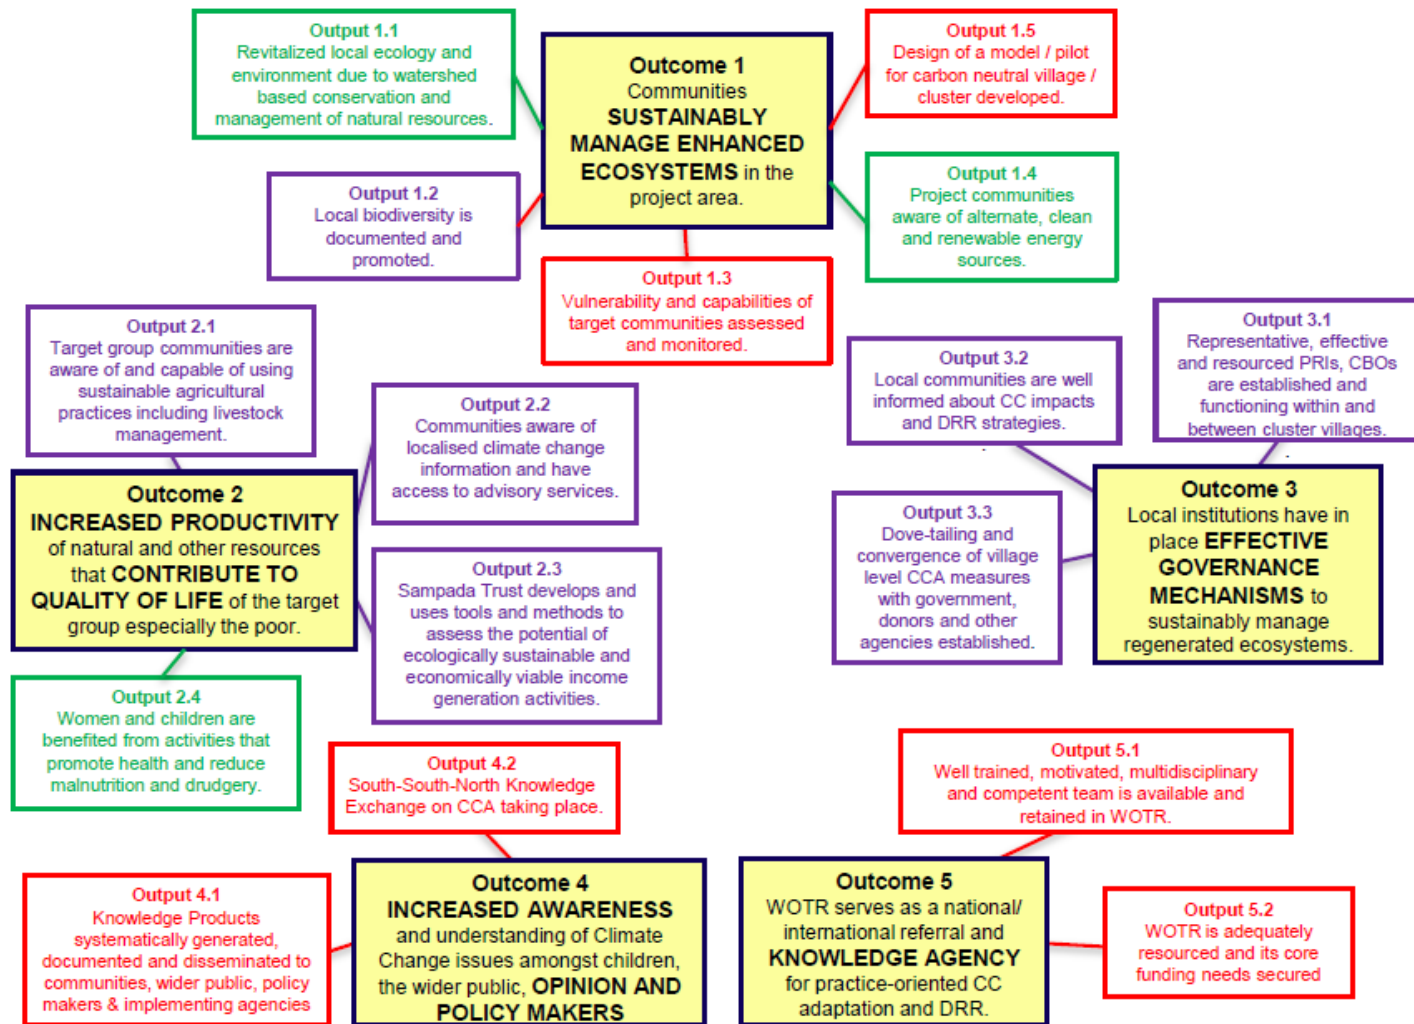 Output 1.1
Revitalized local ecology and
environment due to watershed
based conservation and
management of natural resources.
Outcome 1
Communities
SUSTAINABLY
MANAGE ENHANCED
ECOSYSTEMS in the
project area.
Output 1.5
Design of a model / pilot
for carbon neutral village /
cluster developed.
Output 1.2
Local biodiversity is
documented and
promoted.
Output 1.4
Project communities
aware of alternate, clean
and renewable energy
sources.
Output 1.3
Vulnerability and capabilities of
target communities assessed
and monitored.
Output 2.1
Target group communities are
aware of and capable of using
sustainable agricultural
practices including livestock
management.
Output 2.2
Communities aware of
localised climate change
information and have
access to advisory services.
Output 3.2
Local communities are well
informed about CC impacts
and DRR strategies.
Output 3.1
Representative, effective
and resourced PRIs, CBOs
are established and
functioning within and
between cluster villages.
Outcome 2
INCREASED PRODUCTIVITY
of natural and other resources
that CONTRIBUTE TO
QUALITY OF LIFE of the target
group especially the poor.
Output 2.3
Sampada Trust develops and
uses tools and methods to
assess the potential of
ecologically sustainable and
economically viable income
generation activities.
Output 3.3
Dove-tailing and
convergence of village
level CCA measures
with government,
donors and other
agencies established.
Outcome 3
Local institutions have in
place EFFECTIVE
GOVERNANCE
MECHANISMS to
sustainably manage
regenerated ecosystems.
Output 2.4
Women and children are
benefited from activities that
promote health and reduce
malnutrition and drudgery.
Output 4.2
South-South-North Knowledge
Exchange on CCA taking place.
Output 5.1
Well trained, motivated, multidisciplinary
and competent team is available and
retained in WOTR.
Output 4.1
Knowledge Products
systematically generated,
documented and disseminated to
communities, wider public, policy
makers & implementing agencies
Outcome 4
INCREASED AWARENESS
and understanding of Climate
Change issues amongst children,
the wider public, OPINION AND
POLICY MAKERS
Outcome 5
WOTR serves as a national/
international referral and
KNOWLEDGE AGENCY
for practice-oriented CC
adaptation and DRR.
Output 5.2
WOTR is adequately
resourced and its core
funding needs secured